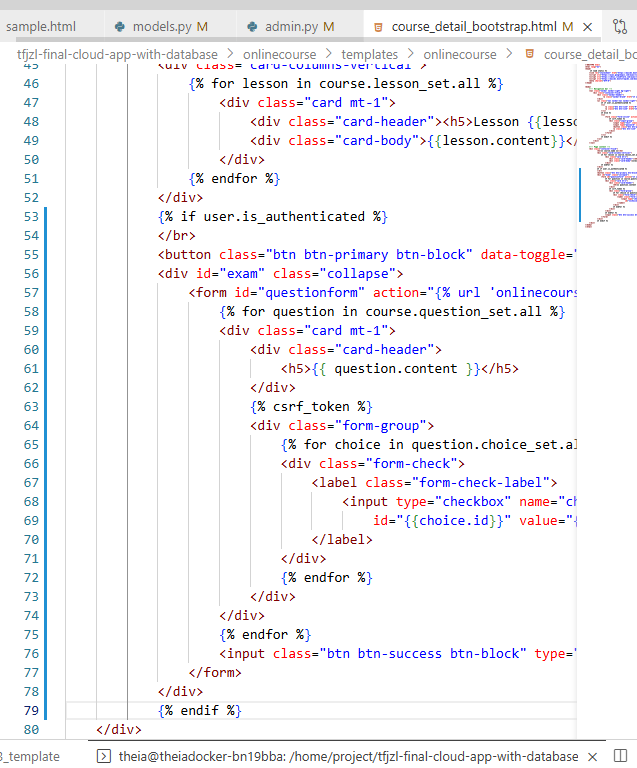 sample.html models.py M admin.py M course_detail_bootstrap.html M
tfjzl-final-cloud-app-with-database > onlinecourse > templates > onlinecourse > course_detail_bo
45 <div class="card-columns-vertical">
46 {% for lesson in course.lesson_set.all %}
47 <div class="card mt-1">
48 <div class="card-header"><h5>Lesson {{lesso
49 <div class="card-body">{{lesson.content}}</
50 </div>
51 {% endfor %}
52 </div>
53 {% if user.is_authenticated %}
54 </br>
55 <button class="btn btn-primary btn-block" data-toggle="
56 <div id="exam" class="collapse">
57 <form id="questionform" action="{% url 'onlinecours
58 {% for question in course.question_set.all %}
59 <div class="card mt-1">
60 <div class="card-header">
61 <h5>{{ question.content }}</h5>
62 </div>
63 {% csrf_token %}
64 <div class="form-group">
65 {% for choice in question.choice_set.al
66 <div class="form-check">
67 <label class="form-check-label">
68 <input type="checkbox" name="ch
69 id="{{choice.id}}" value="{
70 </label>
71 </div>
72 {% endfor %}
73 </div>
74 </div>
75 {% endfor %}
76 <input class="btn btn-success btn-block" type="
77 </form>
78 </div>
79 {% endif %}
80 </div>
3_template theia@theiadocker-bn19bba: /home/project/tfjzl-final-cloud-app-with-database